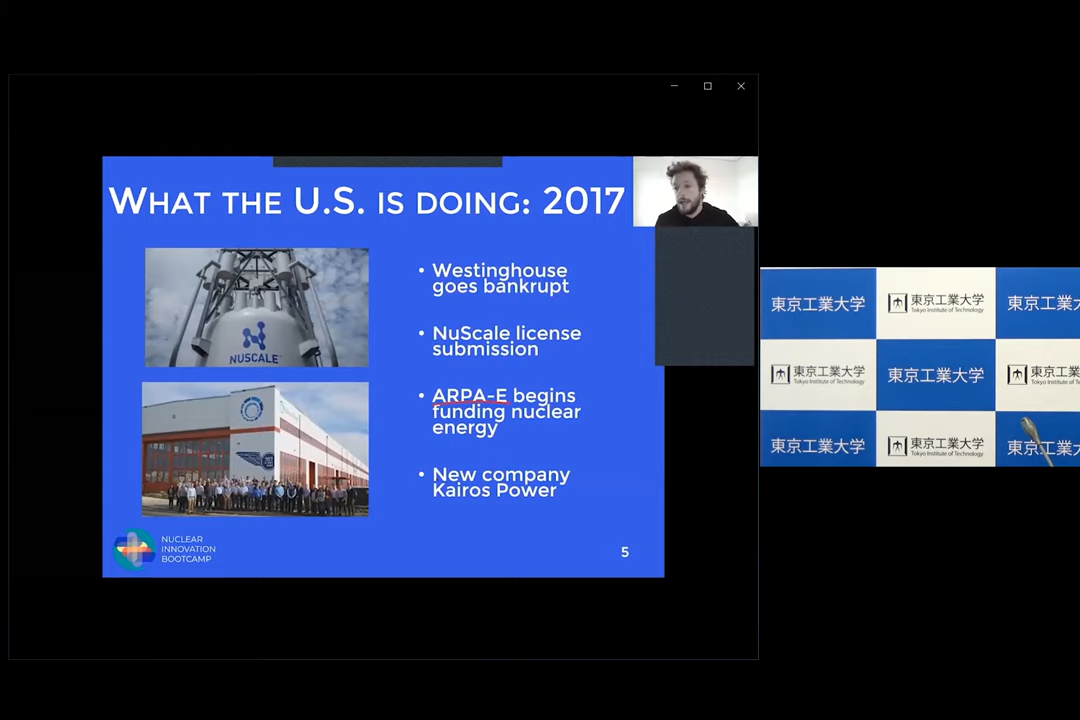 WHAT THE U.S. IS DOING: 2017
NUSCALE
• Westinghouse
goes bankrupt
• NuScale license
submission
• ARPA-E begins
funding nuclear
energy
• New company
Kairos Power
NUCLEAR
INNOVATION
BOOTCAMP
5
東京工業大学
東京工業大学
Tokyo Institute of Technology
東京工業大
東京工業大学
Tokyo Institute of Technology
東京工業大学
東京工業
Tokyo Institute of
東京工業大学
東京工業大学
Tokyo Institute of Technology
東京工業大